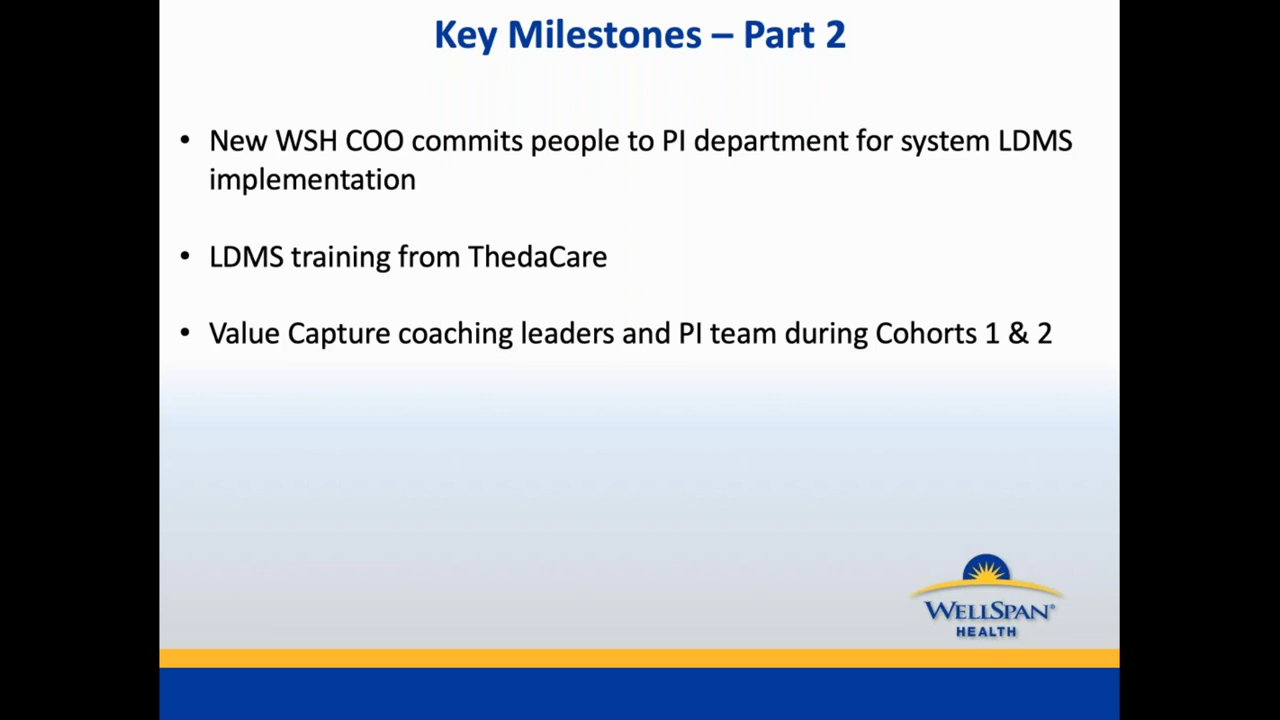 Key Milestones – Part 2
• New WSH COO commits people to PI department for system LDMS
implementation
• LDMS training from ThedaCare
• Value Capture coaching leaders and PI team during Cohorts 1 & 2
WELLSPAN®
HEALTH